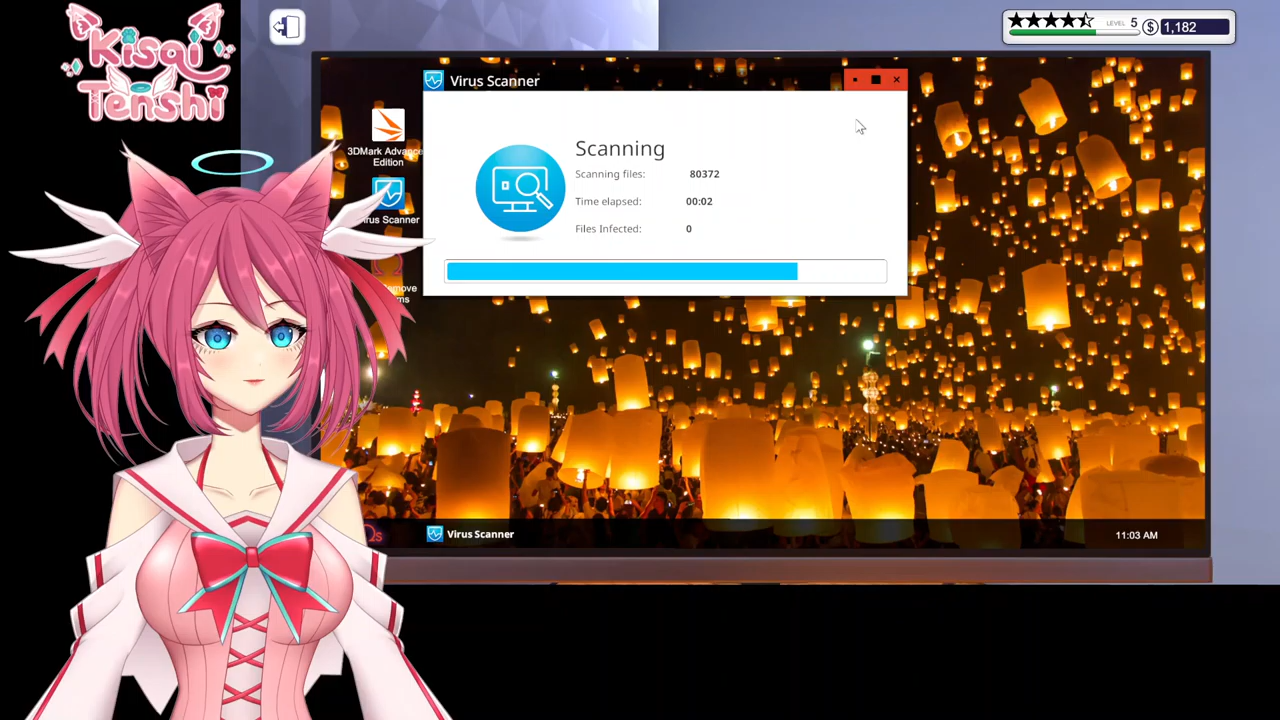 Kisai
Tenshi
LEVEL 5
$ 1,182
Virus Scanner
3DMark Advance
Edition
Virus Scanner
Scanning
Scanning files: 80372
Time elapsed: 00:02
Files Infected: 0
Virus Scanner
11:03 AM